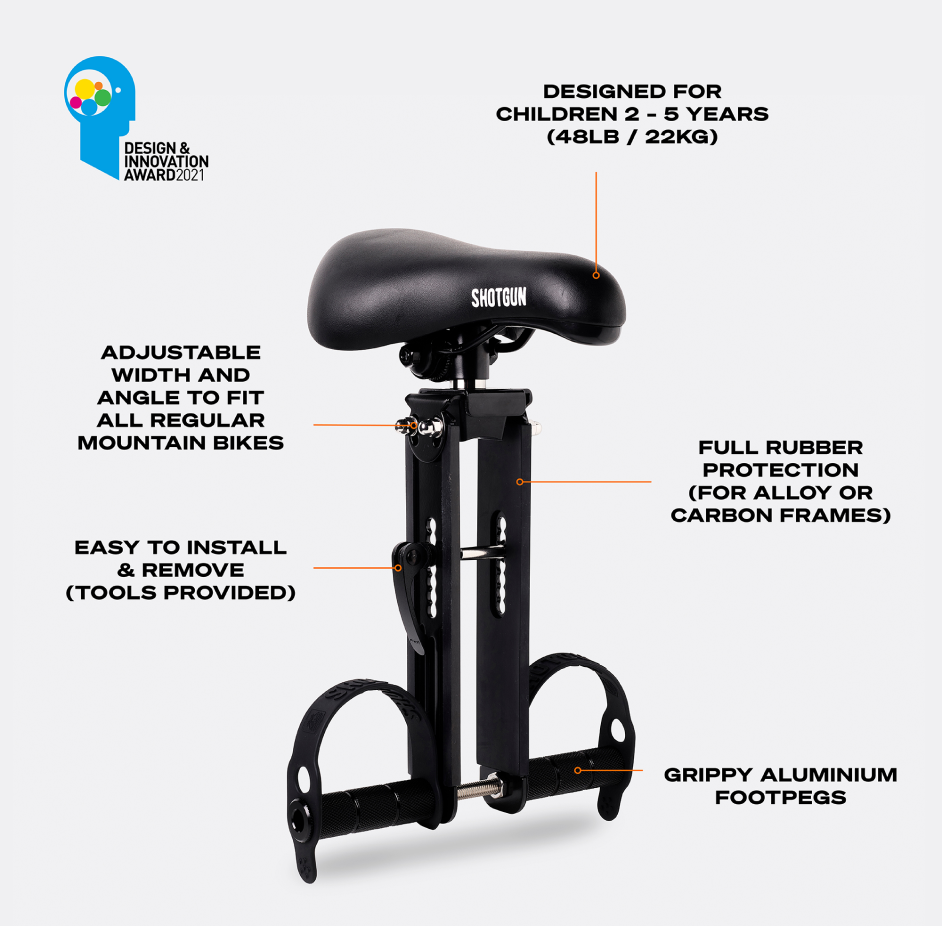 DESIGN &
INNOVATION
AWARD2021
DESIGNED FOR
CHILDREN 2 - 5 YEARS
(48LB / 22KG)
SHOTGUN
ADJUSTABLE
WIDTH AND
ANGLE TO FIT
ALL REGULAR
MOUNTAIN BIKES
FULL RUBBER
PROTECTION
(FOR ALLOY OR
CARBON FRAMES)
EASY TO INSTALL
& REMOVE
(TOOLS PROVIDED)
GRIPPY ALUMINIUM
FOOTPEGS